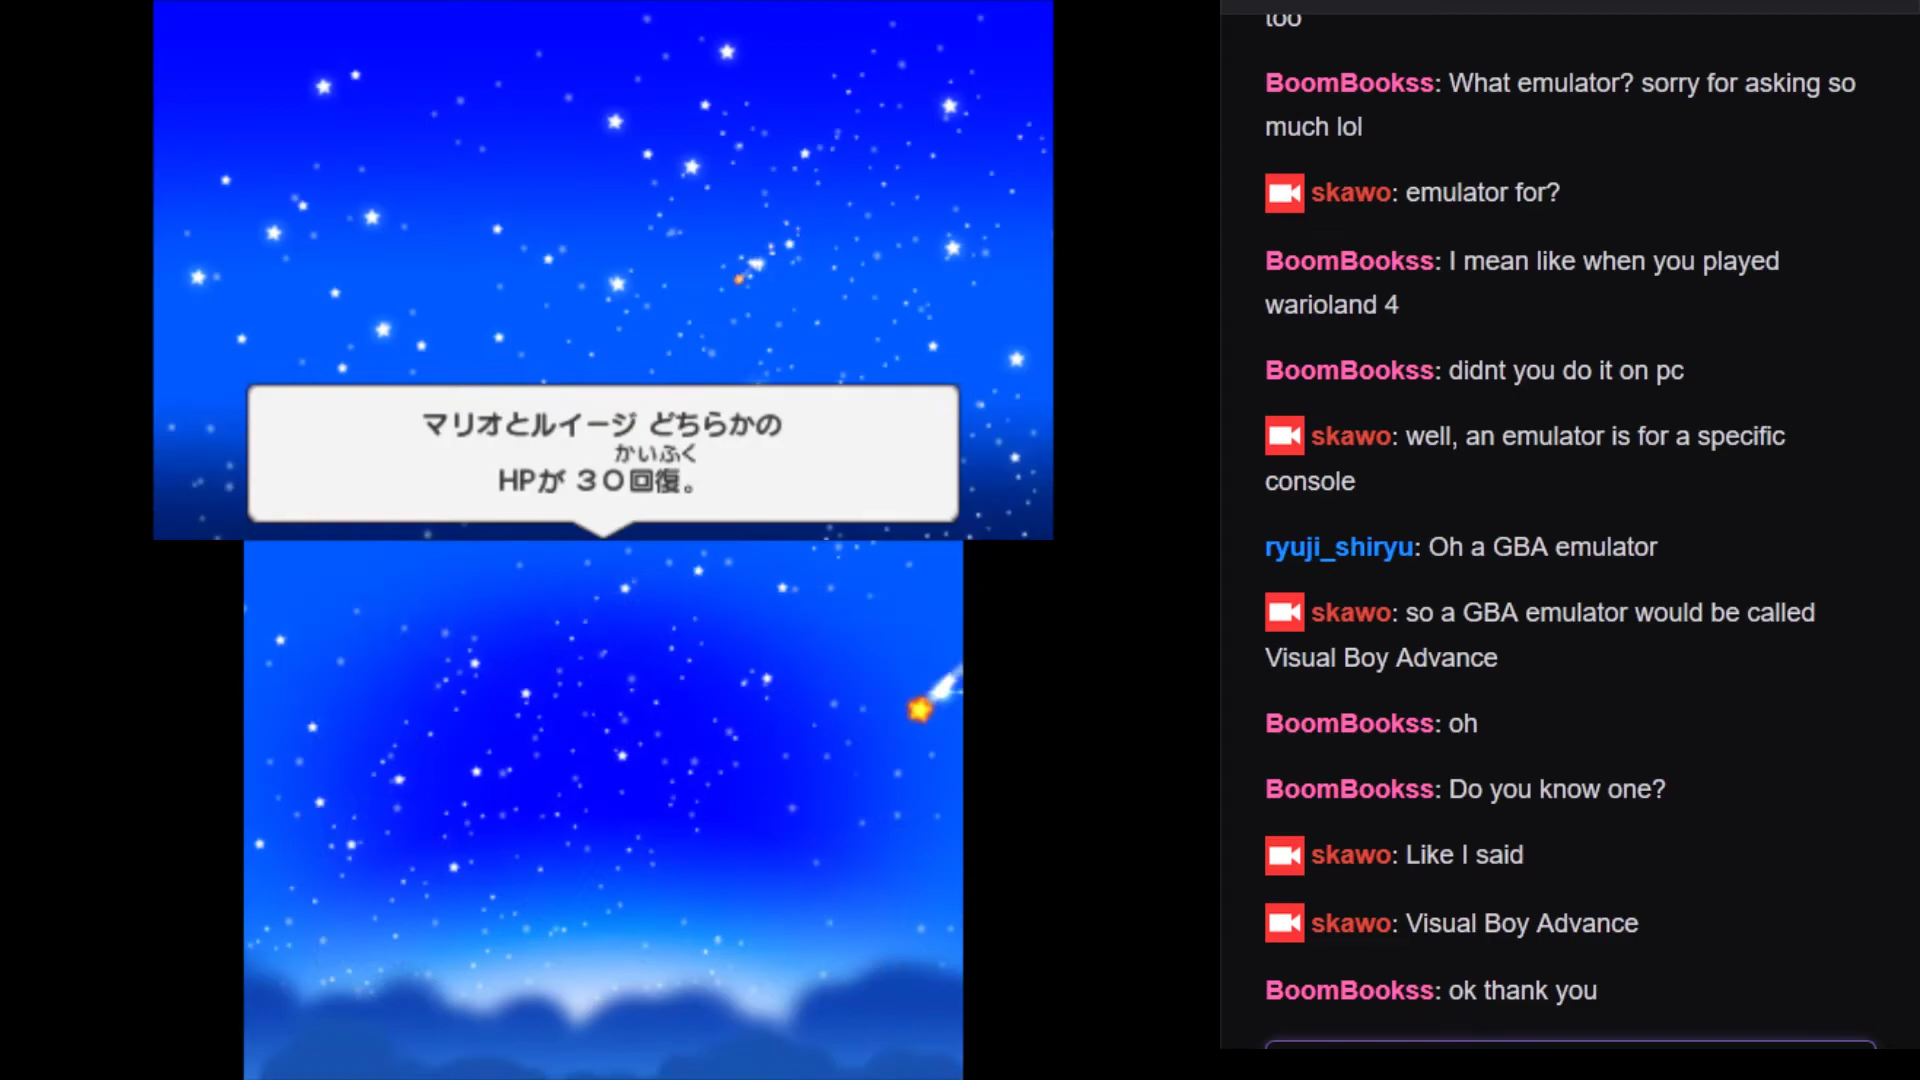 マリオとルイージ どちらかの
かいふく
HPが 30回復。
too
BoomBookss: What emulator? sorry for asking so
much lol
skawo: emulator for?
BoomBookss: I mean like when you played
warioland 4
BoomBookss: didnt you do it on pc
skawo: well, an emulator is for a specific
console
ryuji_shiryu: Oh a GBA emulator
skawo: so a GBA emulator would be called
Visual Boy Advance
BoomBookss: oh
BoomBookss: Do you know one?
skawo: Like I said
skawo: Visual Boy Advance
BoomBookss: ok thank you